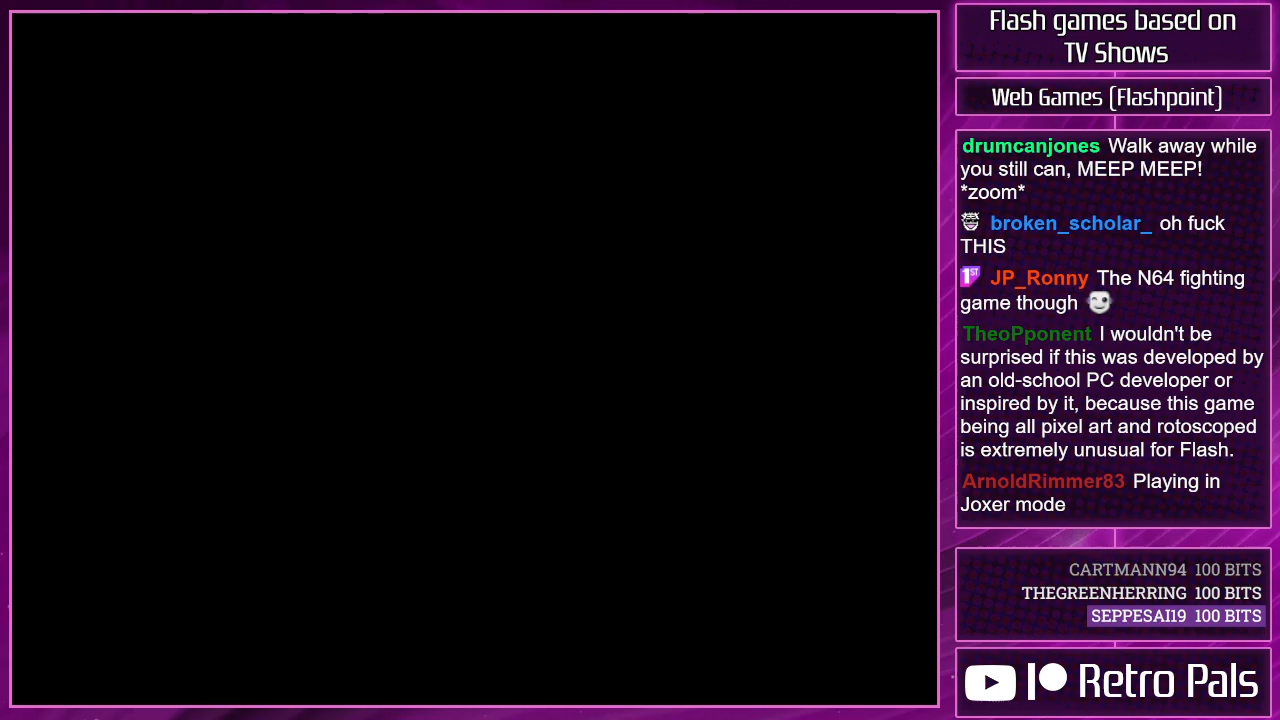 Flash games based on
TV Shows
Web Games (Flashpoint)
drumcanjones Walk away while
you still can, MEEP MEEP!
*zoom*
broken_scholar_ oh fuck
THIS
1ST JP_Ronny The N64 fighting
game though
TheoPponent I wouldn't be
surprised if this was developed by
an old-school PC developer or
inspired by it, because this game
being all pixel art and rotoscoped
is extremely unusual for Flash.
ArnoldRimmer83 Playing in
Joxer mode
CARTMANN94 100 BITS
THEGREENHERRING 100 BITS
SEPPESAI19 100 BITS
Retro Pals